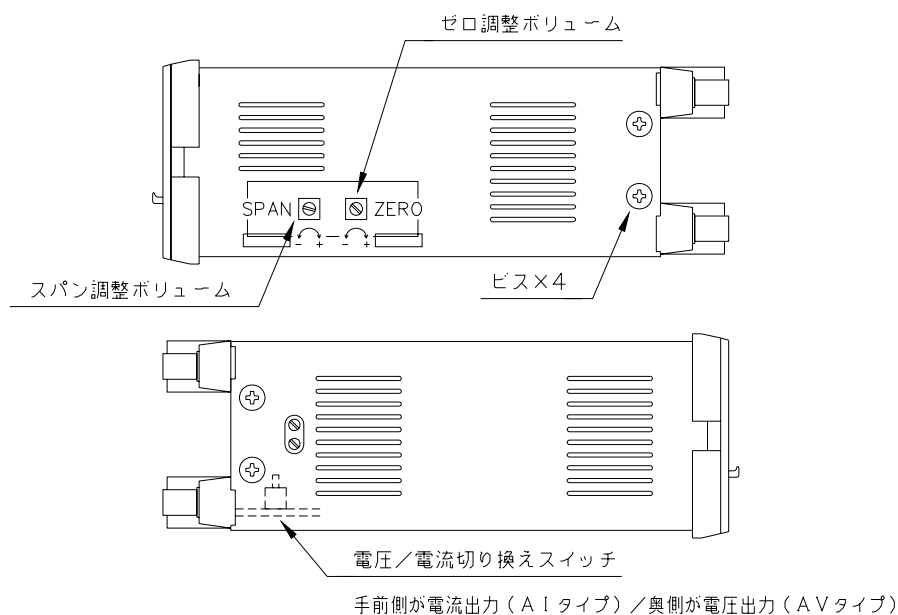 ゼロ調整ボリューム
SPAN
ZERO
- + - +
スパン調整ボリューム
ビス×4
電圧／電流切り換えスイッチ
手前側が電流出力（AIタイプ）／奥側が電圧出力（AVタイプ）